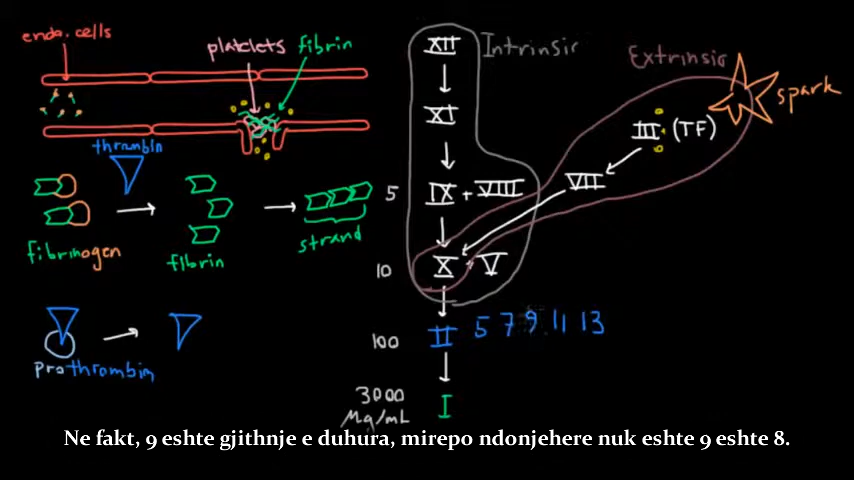 endo. cells
platelets
fibrin
thrombin
fibrinogen
fibrin
strand
prothrombin
XII
Intrinsic
XI
5 IX + VIII
10 X + V
100 II 5 7 9 11 13
3000
Mg/mL I
Extrinsic
spark
III (TF)
VII
Ne fakt, 9 eshte gjithnje e duhura, mirepo ndonjehere nuk eshte 9 eshte 8.